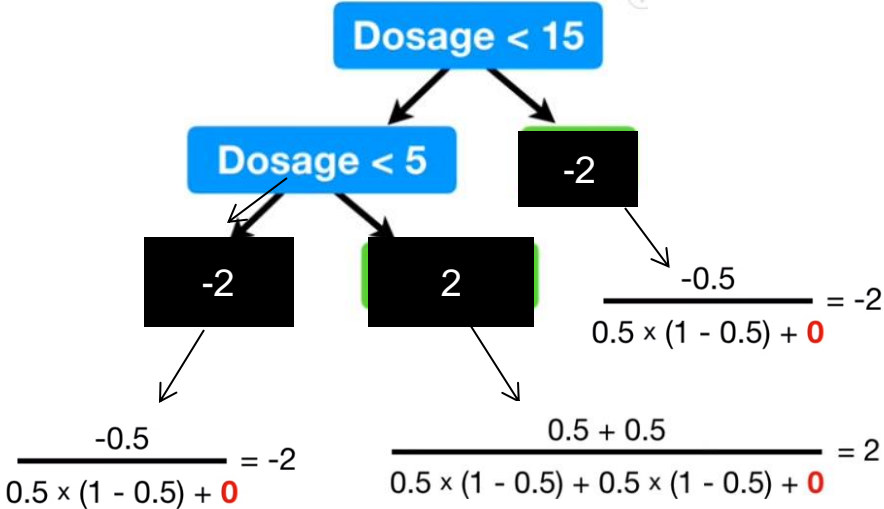 Dosage < 15
Dosage < 5
-2
-2
2
-0.5
0.5 × (1 - 0.5) + 0
= -2
-0.5
0.5 × (1 - 0.5) + 0
= -2
0.5 + 0.5
0.5 × (1 - 0.5) + 0.5 × (1 - 0.5) + 0
= 2